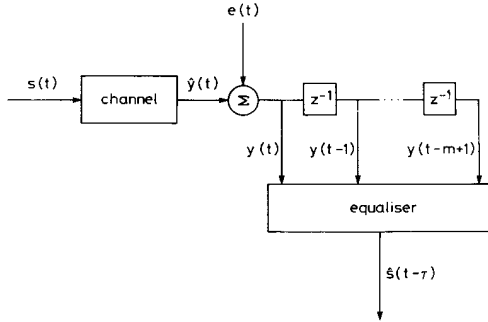 e(t)
s(t)
channel
ŷ(t)
Σ
z⁻¹
z⁻¹
y(t)
y(t-1)
y(t-m+1)
equaliser
ŝ(t-τ)